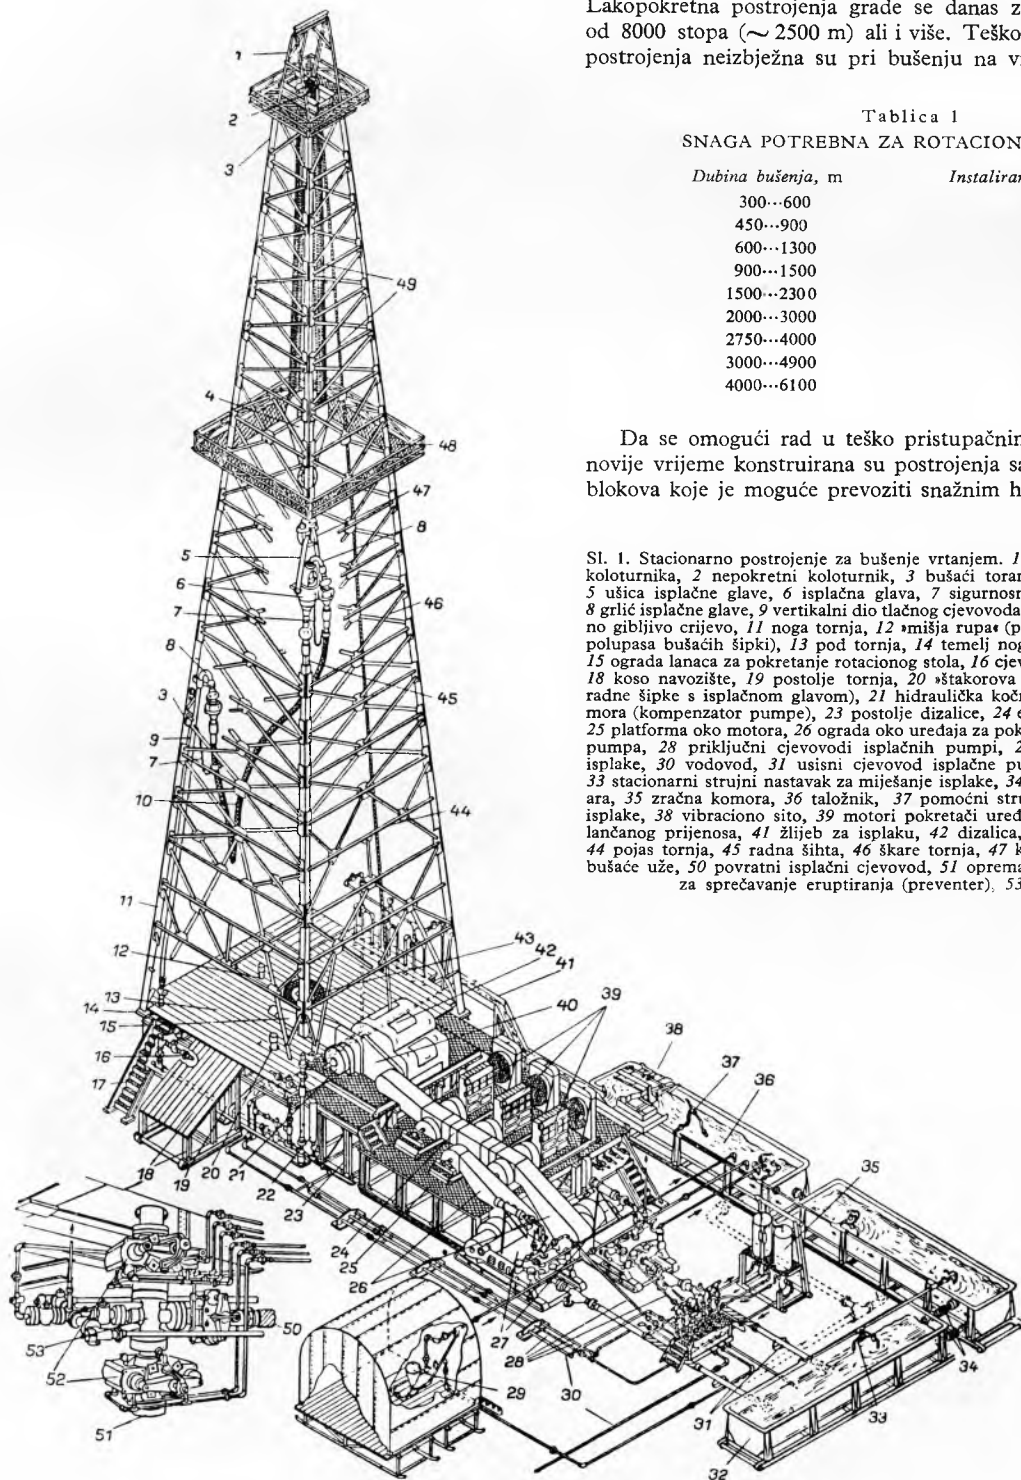 Lakopokretna postrojenja grade se danas z
od 8000 stopa (~ 2500 m) ali i više. Teško
postrojenja neizbježna su pri bušenju na v
Tablica 1
SNAGA POTREBNA ZA ROTACION
Dubina bušenja, m Instalirar
300···600
450···900
600···1300
900···1500
1500···2300
2000···3000
2750···4000
3000···4900
4000···6100
Da se omogući rad u teško pristupačnim
novije vrijeme konstruirana su postrojenja sa
blokova koje je moguće prevoziti snažnim h
Sl. 1. Stacionarno postrojenje za bušenje vrtanjem. 1
koloturnika, 2 nepokretni koloturnik, 3 bušaći toran
5 ušica isplačne glave, 6 isplačna glava, 7 sigurnosn
8 grlić isplačne glave, 9 vertikalni dio tlačnog cjevovoda
no gibljivo crijevo, 11 noga tornja, 12 »mišja rupa« (p
polupasa bušaćih šipki), 13 pod tornja, 14 temelj nog
15 ograda lanaca za pokretanje rotacionog stola, 16 cjev
18 koso navozište, 19 postolje tornja, 20 »štakorova
radne šipke s isplačnom glavom), 21 hidraulička kočn
mora (kompenzator pumpe), 23 postolje dizalice, 24
25 platforma oko motora, 26 ograda oko uređaja za pok
pumpa, 28 priključni cjevovodi isplačnih pumpi, 2
isplake, 30 vodovod, 31 usisni cjevovod isplačne pu
33 stacionarni strujni nastavak za miješanje isplake, 34
ara, 35 zračna komora, 36 taložnik, 37 pomoćni stru
isplake, 38 vibraciono sito, 39 motori pokretači uređ
lančanog prijenosa, 41 žlijeb za isplaku, 42 dizalica,
44 pojas tornja, 45 radna šihta, 46 škare tornja, 47 k
bušaće uže, 50 povratni isplačni cjevovod, 51 oprema
za sprečavanje eruptiranja (preventer), 53
1
2
3
49
4
48
47
8
5
6
7
46
8
45
3
9
7
10
44
11
43
42
12
41
13
40
39
14
15
38
16
37
36
17
35
18
19
20
21
22
23
24
25
26
50
27
53
28
34
52
29
30
31
33
51
32